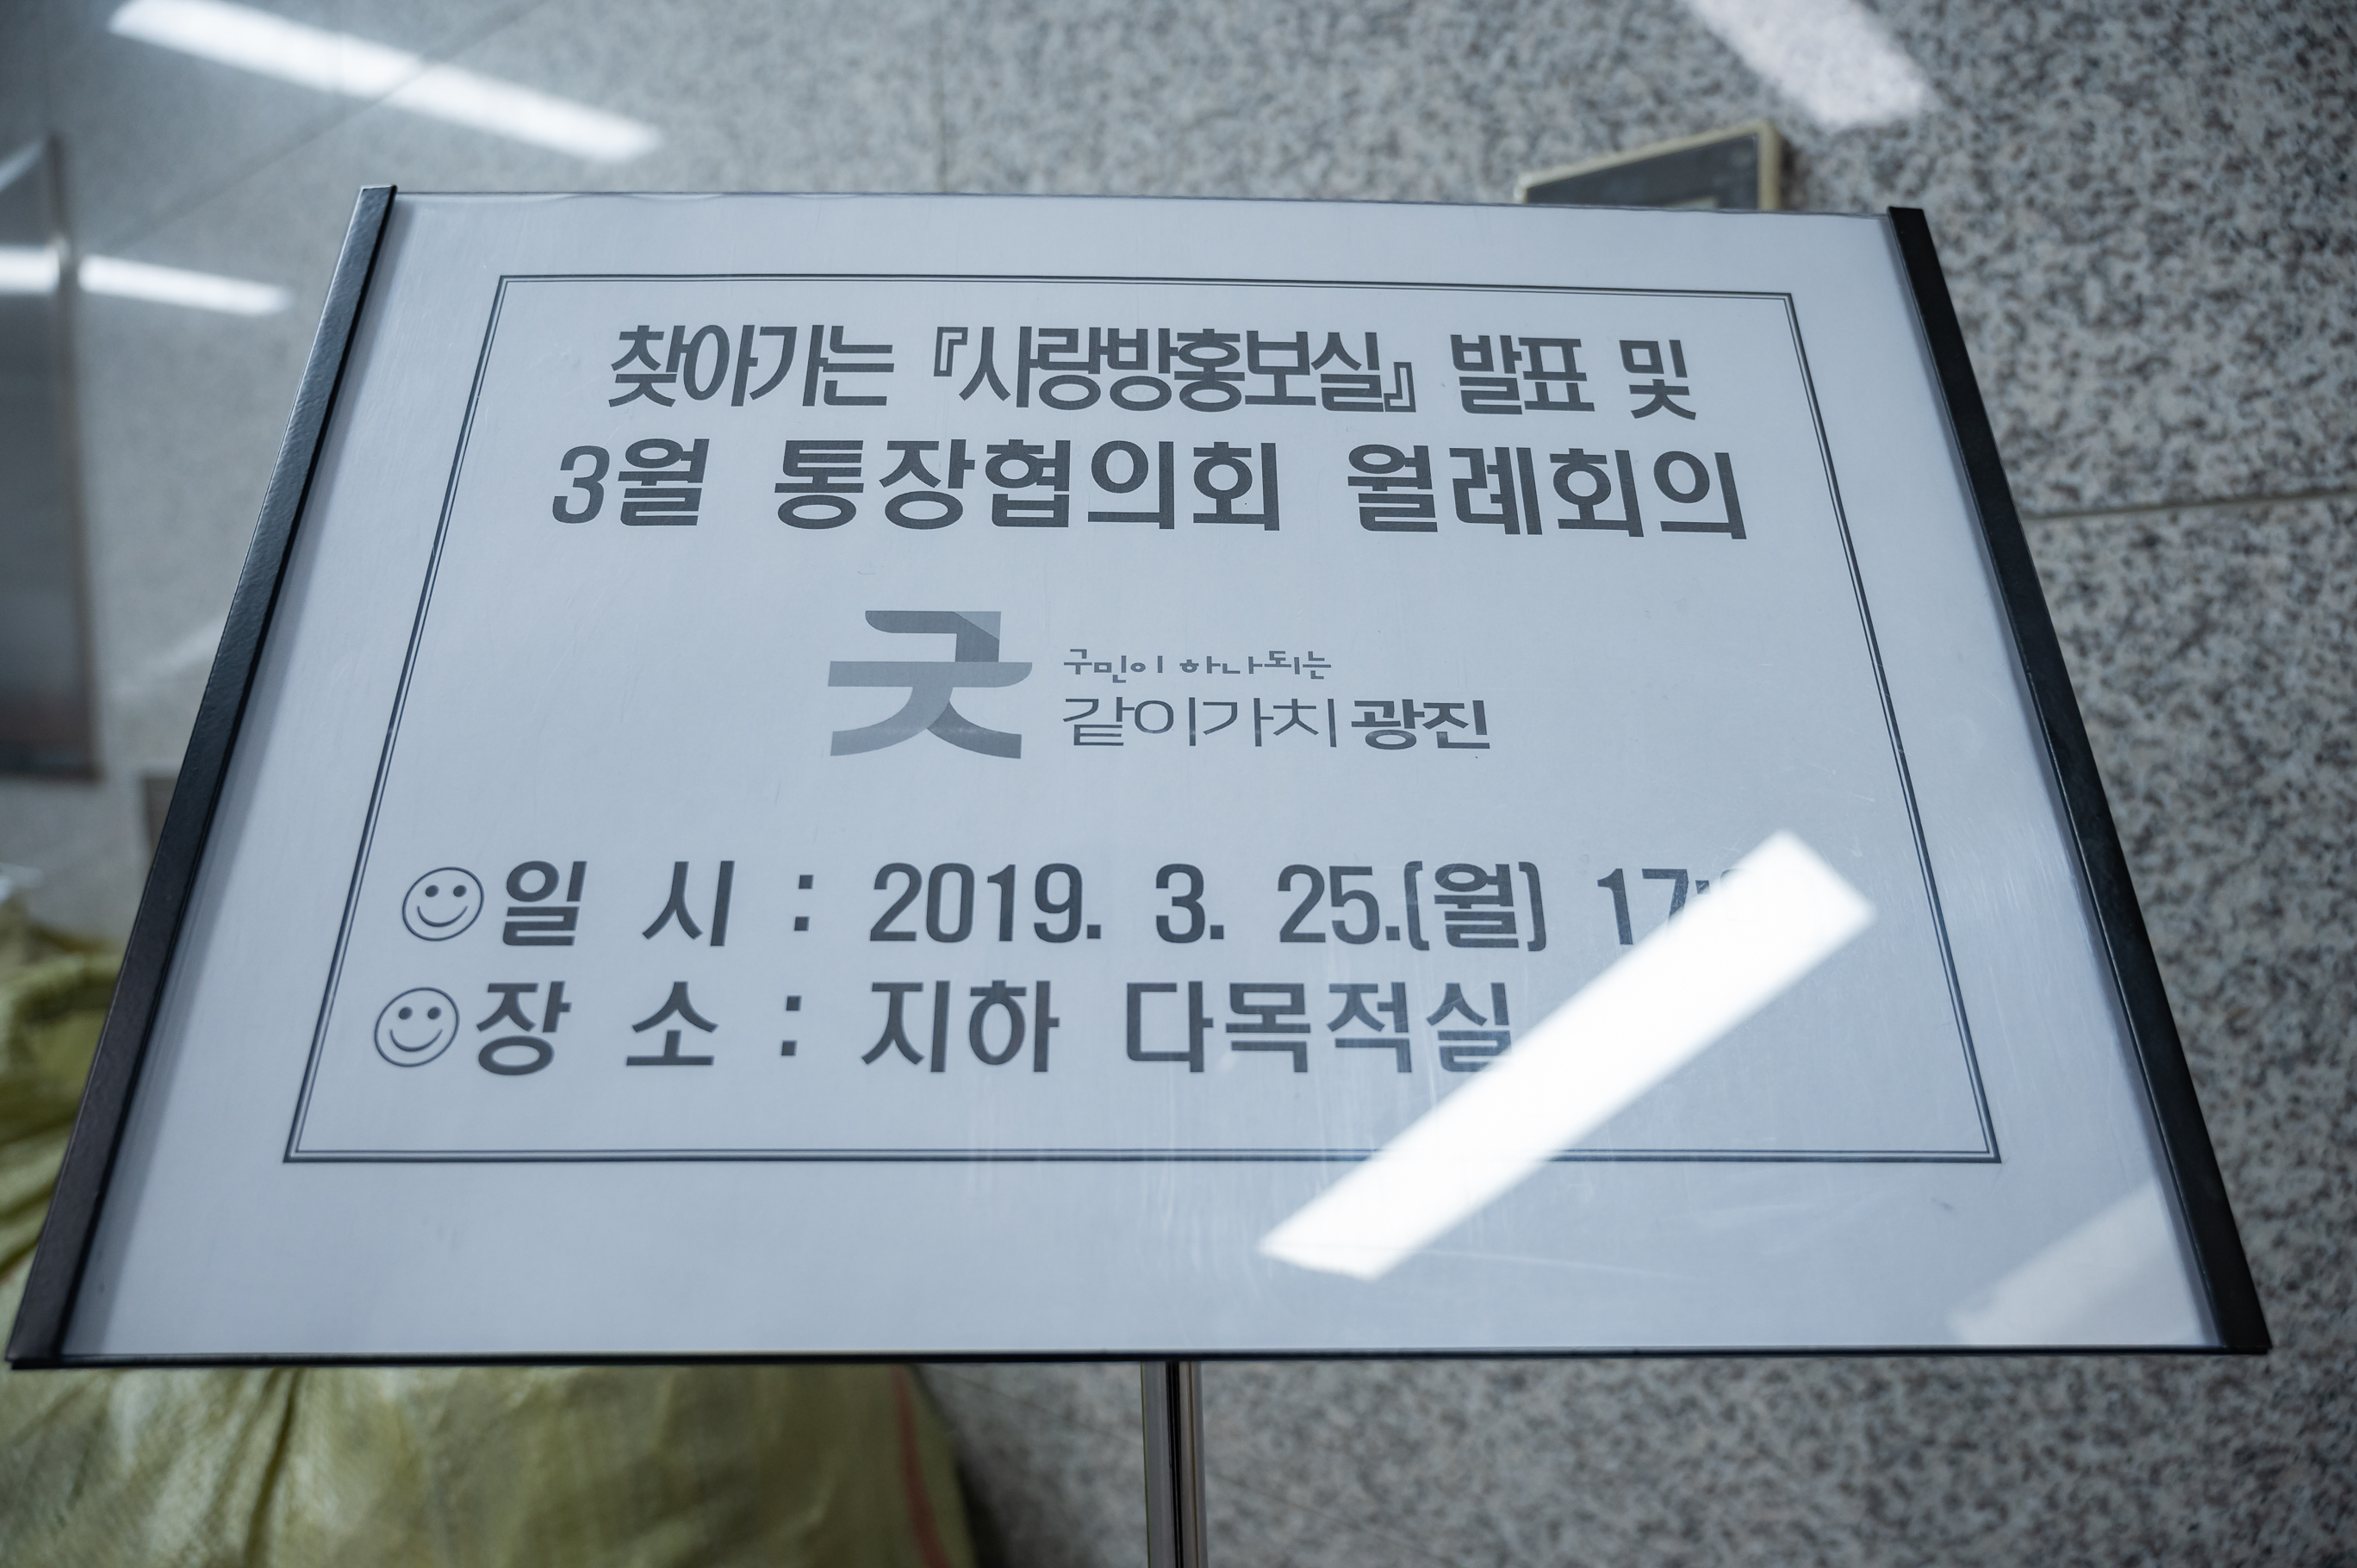 찾아가는 『사랑방홍보실』 발표 및
3월 통장협의회 월례회의
굿 구민이 하나되는
같이가치 광진
일 시 : 2019. 3. 25.(월)
장 소 : 지하 다목적실